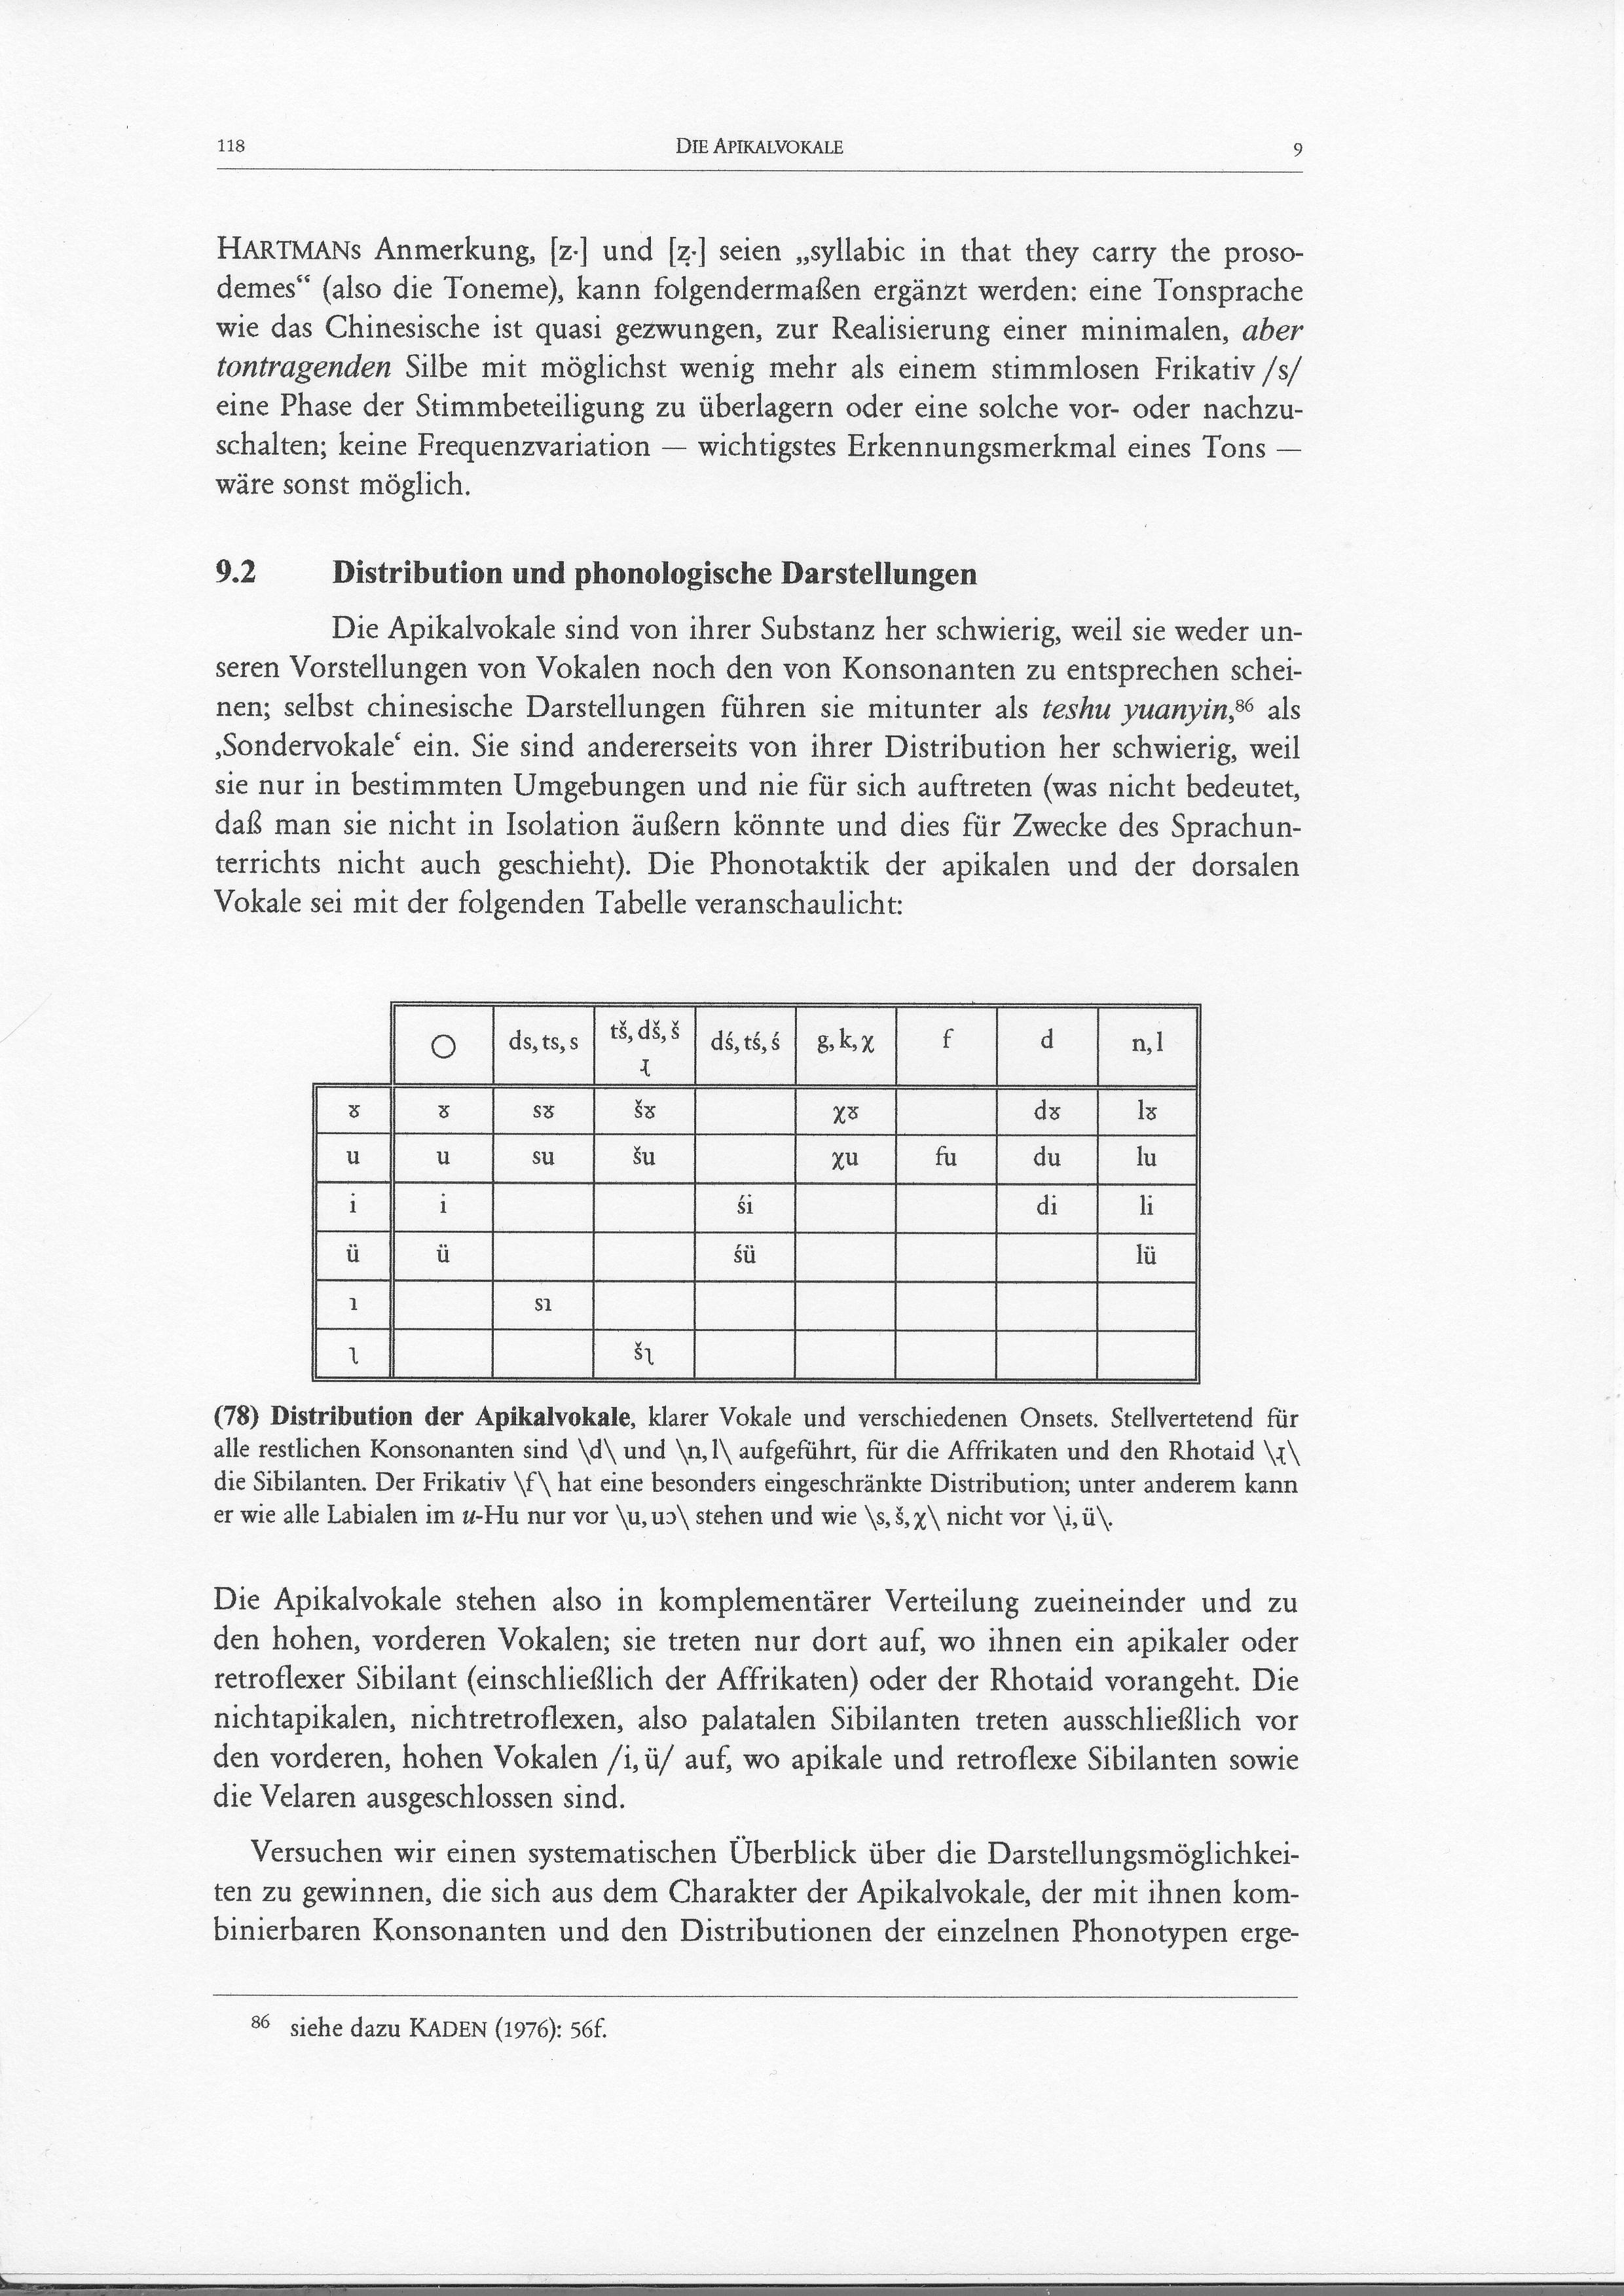 118 DIE APIKALVOKALE 9
HARTMANs Anmerkung, [z·] und [ẓ·] seien „syllabic in that they carry the proso-
demes“ (also die Toneme), kann folgendermaßen ergänzt werden: eine Tonsprache
wie das Chinesische ist quasi gezwungen, zur Realisierung einer minimalen, aber
tontragenden Silbe mit möglichst wenig mehr als einem stimmlosen Frikativ /s/
eine Phase der Stimmbeteiligung zu überlagern oder eine solche vor- oder nachzu-
schalten; keine Frequenzvariation — wichtigstes Erkennungsmerkmal eines Tons —
wäre sonst möglich.
9.2 Distribution und phonologische Darstellungen
Die Apikalvokale sind von ihrer Substanz her schwierig, weil sie weder un-
seren Vorstellungen von Vokalen noch den von Konsonanten zu entsprechen schei-
nen; selbst chinesische Darstellungen führen sie mitunter als teshu yuanyin,⁸⁶ als
‚Sondervokale‘ ein. Sie sind andererseits von ihrer Distribution her schwierig, weil
sie nur in bestimmten Umgebungen und nie für sich auftreten (was nicht bedeutet,
daß man sie nicht in Isolation äußern könnte und dies für Zwecke des Sprachun-
terrichts nicht auch geschieht). Die Phonotaktik der apikalen und der dorsalen
Vokale sei mit der folgenden Tabelle veranschaulicht:
○ ds, ts, s tš, dš, š ɻ dś, tś, ś g, k, χ f d n, l
ɤ ɤ sɤ šɤ χɤ dɤ lɤ
u u su šu χu fu du lu
i i śi di li
ü ü śü lü
ɿ sɿ
ʅ šʅ
(78) Distribution der Apikalvokale, klarer Vokale und verschiedenen Onsets. Stellvertetend für
alle restlichen Konsonanten sind \d\ und \n, l\ aufgeführt, für die Affrikaten und den Rhotaid \ɻ\
die Sibilanten. Der Frikativ \f\ hat eine besonders eingeschränkte Distribution; unter anderem kann
er wie alle Labialen im u-Hu nur vor \u, uɔ\ stehen und wie \s, š, χ\ nicht vor \i, ü\.
Die Apikalvokale stehen also in komplementärer Verteilung zueineinder und zu
den hohen, vorderen Vokalen; sie treten nur dort auf, wo ihnen ein apikaler oder
retroflexer Sibilant (einschließlich der Affrikaten) oder der Rhotaid vorangeht. Die
nichtapikalen, nichtretroflexen, also palatalen Sibilanten treten ausschließlich vor
den vorderen, hohen Vokalen /i, ü/ auf, wo apikale und retroflexe Sibilanten sowie
die Velaren ausgeschlossen sind.
Versuchen wir einen systematischen Überblick über die Darstellungsmöglichkei-
ten zu gewinnen, die sich aus dem Charakter der Apikalvokale, der mit ihnen kom-
binierbaren Konsonanten und den Distributionen der einzelnen Phonotypen erge-
⁸⁶ siehe dazu KADEN (1976): 56f.